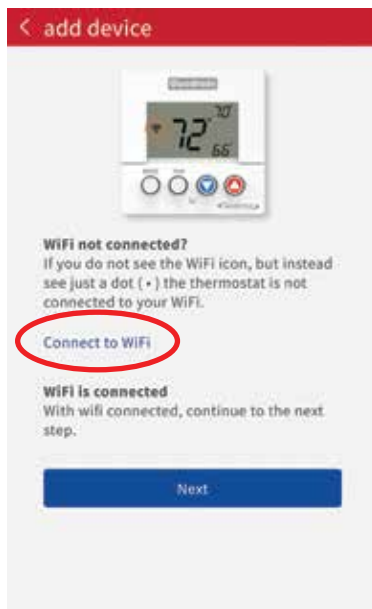 < add device
70
72
66
WiFi not connected?
If you do not see the WiFi icon, but instead
see just a dot ( • ) the thermostat is not
connected to your WiFi.
Connect to WiFi
WiFi is connected
With wifi connected, continue to the next
step.
Next